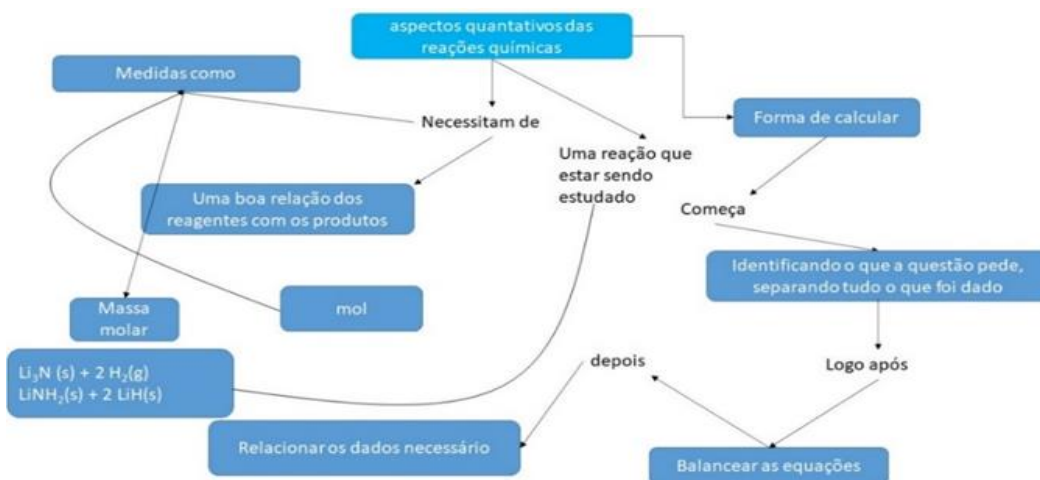 aspectos quantativos das
reações químicas
Medidas como
Necessitam de
Forma de calcular
Uma reação que
estar sendo
estudado
Uma boa relação dos
reagentes com os produtos
Começa
Identificando o que a questão pede,
separando tudo o que foi dado
Massa
molar
mol
Li₃N (s) + 2 H₂(g)
LiNH₂(s) + 2 LiH(s)
depois
Logo após
Relacionar os dados necessário
Balancear as equações